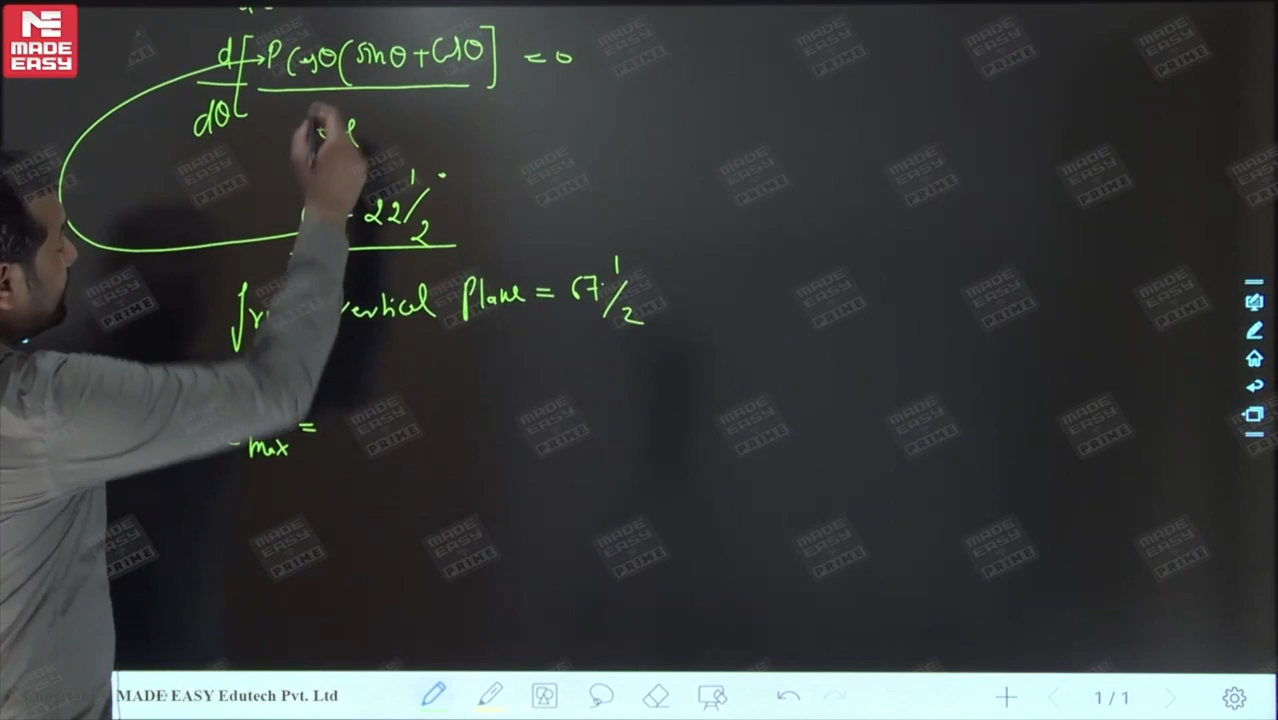 NE
MADE
EASY
d[P Cosθ(Sinθ+Cosθ] = 0
dθ
22 1/2
vertical Plane = 67 1/2
max =
MADE EASY Edutech Pvt. Ltd
1 / 1